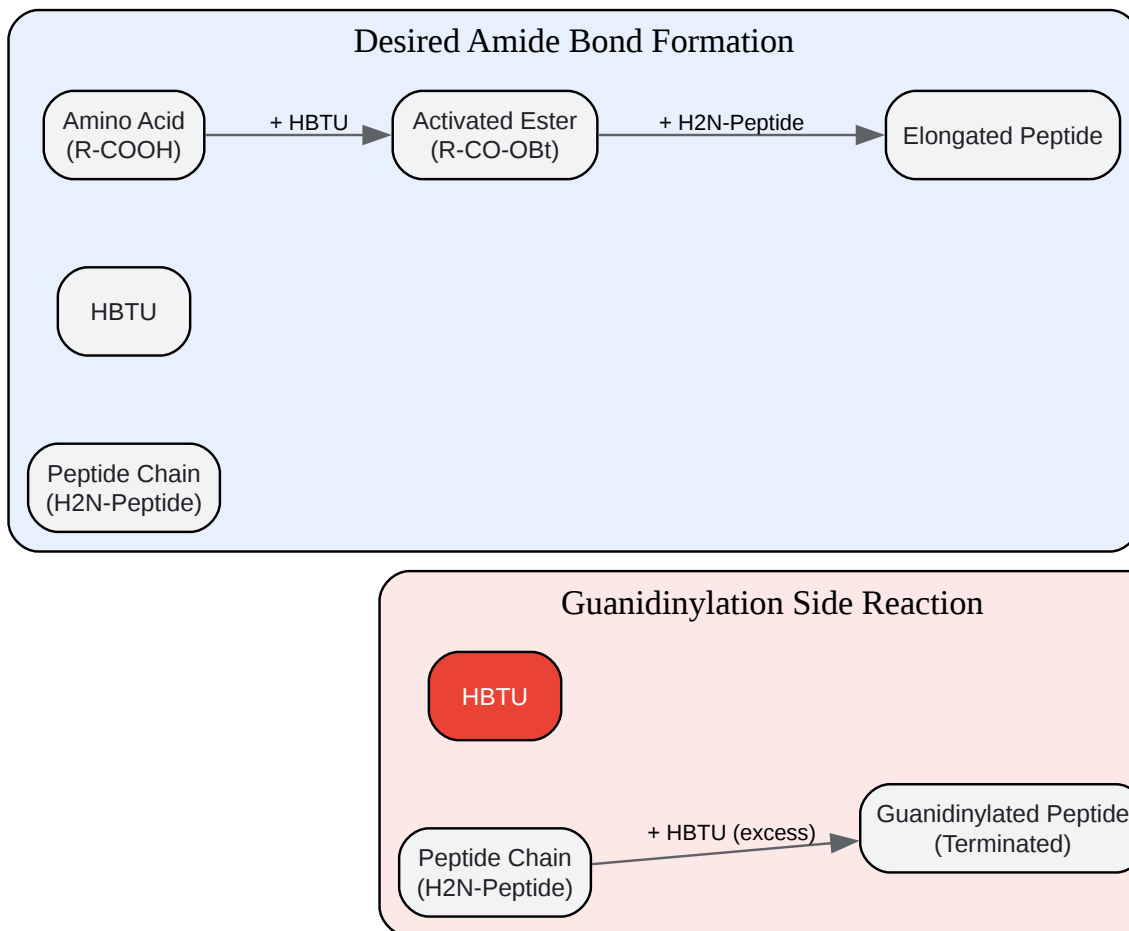 Desired Amide Bond Formation
Amino Acid
(R-COOH)
+ HBTU
Activated Ester
(R-CO-OBt)
+ H2N-Peptide
Elongated Peptide
HBTU
Peptide Chain
(H2N-Peptide)
Guanidinylation Side Reaction
HBTU
Peptide Chain
(H2N-Peptide)
+ HBTU (excess)
Guanidinylated Peptide
(Terminated)